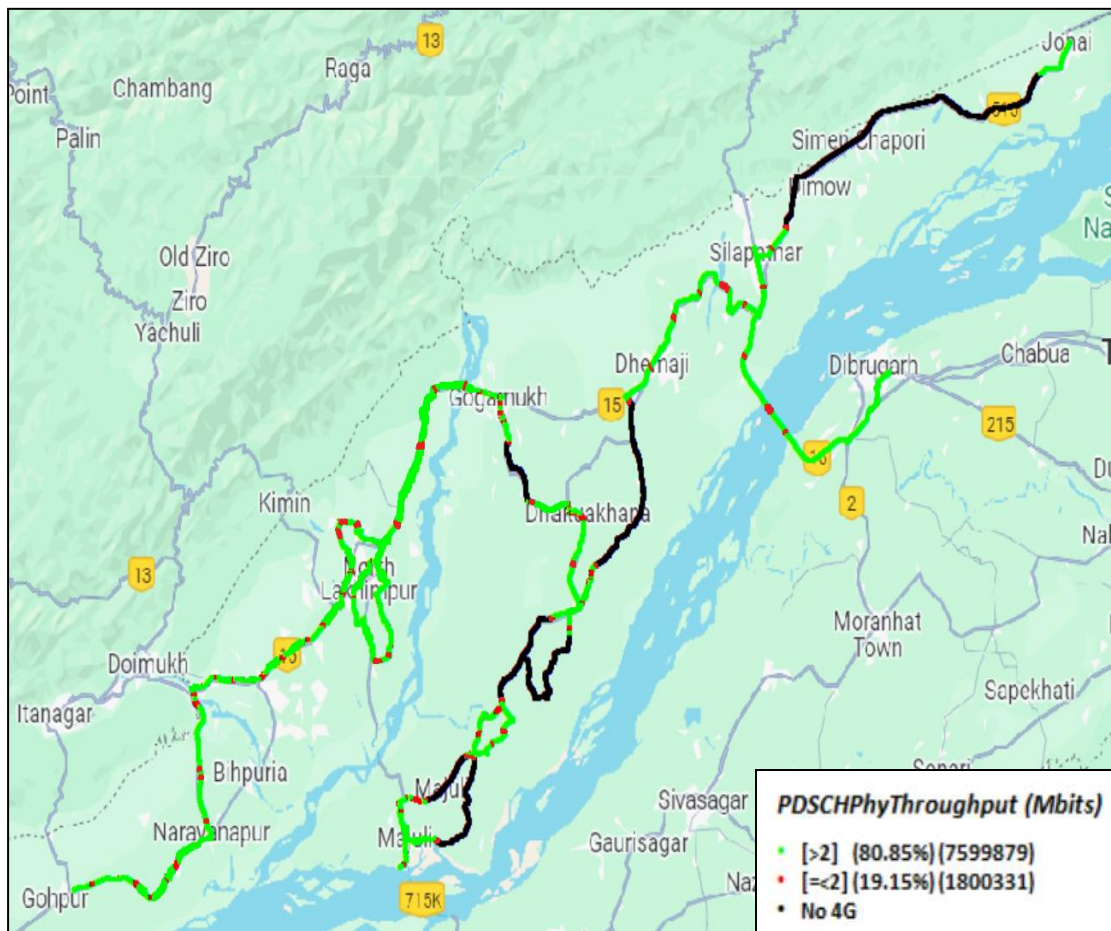 13
Jonai
Raga
Point
Chambang
Palin
Simen Chapori
Dimow
Old Ziro
Silapathar
Ziro
Yachuli
Dhemaji
Dibrugarh
Chabua
Gogamukh
15
215
Kimin
Dhakuakhana
2
13
North
Lakhimpur
Moranhat
Town
Doimukh
Sapekhati
Itanagar
Bihpuria
Majuli
Sivasagar
Narayanapur
Majuli
Gaurisagar
Gohpur
715K
PDSCHPhyThroughput (Mbits)
[>2] (80.85%) (7599879)
[=<2] (19.15%) (1800331)
No 4G